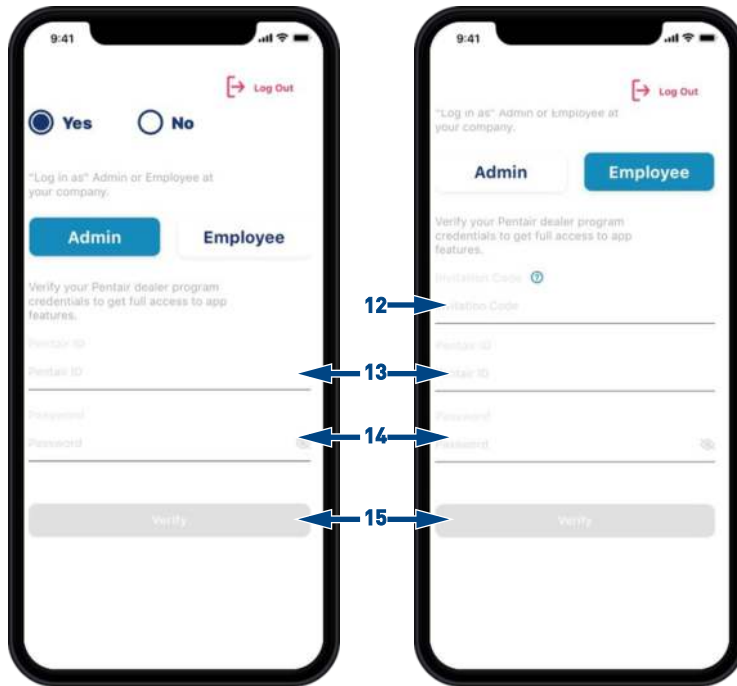 9:41
Log Out
Yes
No
"Log in as" Admin or Employee at
your company.
Admin
Employee
Verify your Pentair dealer program
credentials to get full access to app
features.
Pentair ID
Pentair ID
Password
Password
Verify
12
13
14
15
9:41
Log Out
"Log in as" Admin or Employee at
your company.
Admin
Employee
Verify your Pentair dealer program
credentials to get full access to app
features.
Invitation Code
Invitation Code
Pentair ID
Pentair ID
Password
Password
Verify